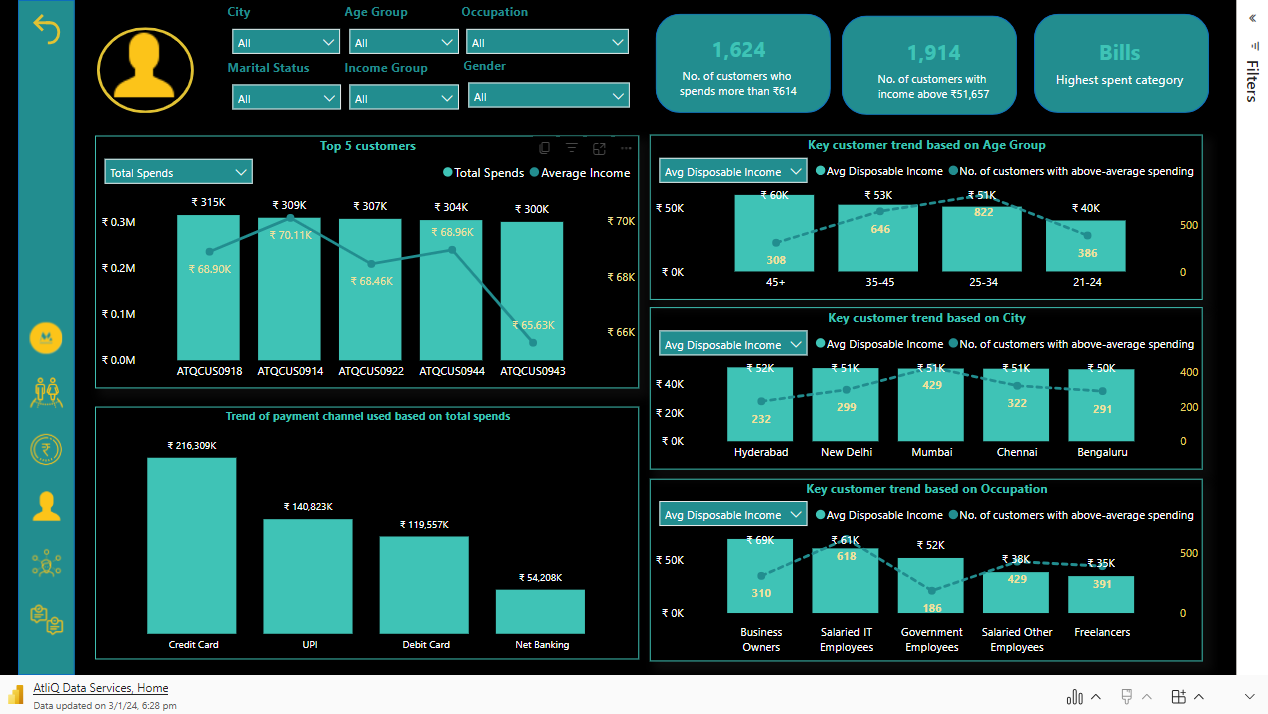 City
Age Group
Occupation
All
All
All
Marital Status
Income Group
Gender
All
All
All
1,624
No. of customers who
spends more than ₹614
1,914
No. of customers with
income above ₹51,657
Bills
Highest spent category
Filters
Top 5 customers
Total Spends
Total Spends
Average Income
₹ 315K
₹ 309K
₹ 307K
₹ 304K
₹ 300K
₹ 0.3M
₹ 0.2M
₹ 0.1M
₹ 0.0M
₹ 68.90K
₹ 70.11K
₹ 68.46K
₹ 68.96K
₹ 65.63K
₹ 70K
₹ 68K
₹ 66K
ATQCUS0918
ATQCUS0914
ATQCUS0922
ATQCUS0944
ATQCUS0943
Trend of payment channel used based on total spends
₹ 216,309K
₹ 140,823K
₹ 119,557K
₹ 54,208K
Credit Card
UPI
Debit Card
Net Banking
Key customer trend based on Age Group
Avg Disposable Income
Avg Disposable Income
No. of customers with above-average spending
₹ 60K
₹ 53K
₹ 51K
₹ 40K
₹ 50K
₹ 0K
308
646
822
386
500
0
45+
35-45
25-34
21-24
Key customer trend based on City
Avg Disposable Income
Avg Disposable Income
No. of customers with above-average spending
₹ 52K
₹ 51K
₹ 51K
₹ 51K
₹ 50K
₹ 40K
₹ 20K
₹ 0K
232
299
429
322
291
400
200
0
Hyderabad
New Delhi
Mumbai
Chennai
Bengaluru
Key customer trend based on Occupation
Avg Disposable Income
Avg Disposable Income
No. of customers with above-average spending
₹ 69K
₹ 61K
₹ 52K
₹ 38K
₹ 35K
₹ 50K
₹ 0K
310
618
186
429
391
500
0
Business
Owners
Salaried IT
Employees
Government
Employees
Salaried Other
Employees
Freelancers
AtliQ Data Services, Home
Data updated on 3/1/24, 6:28 pm